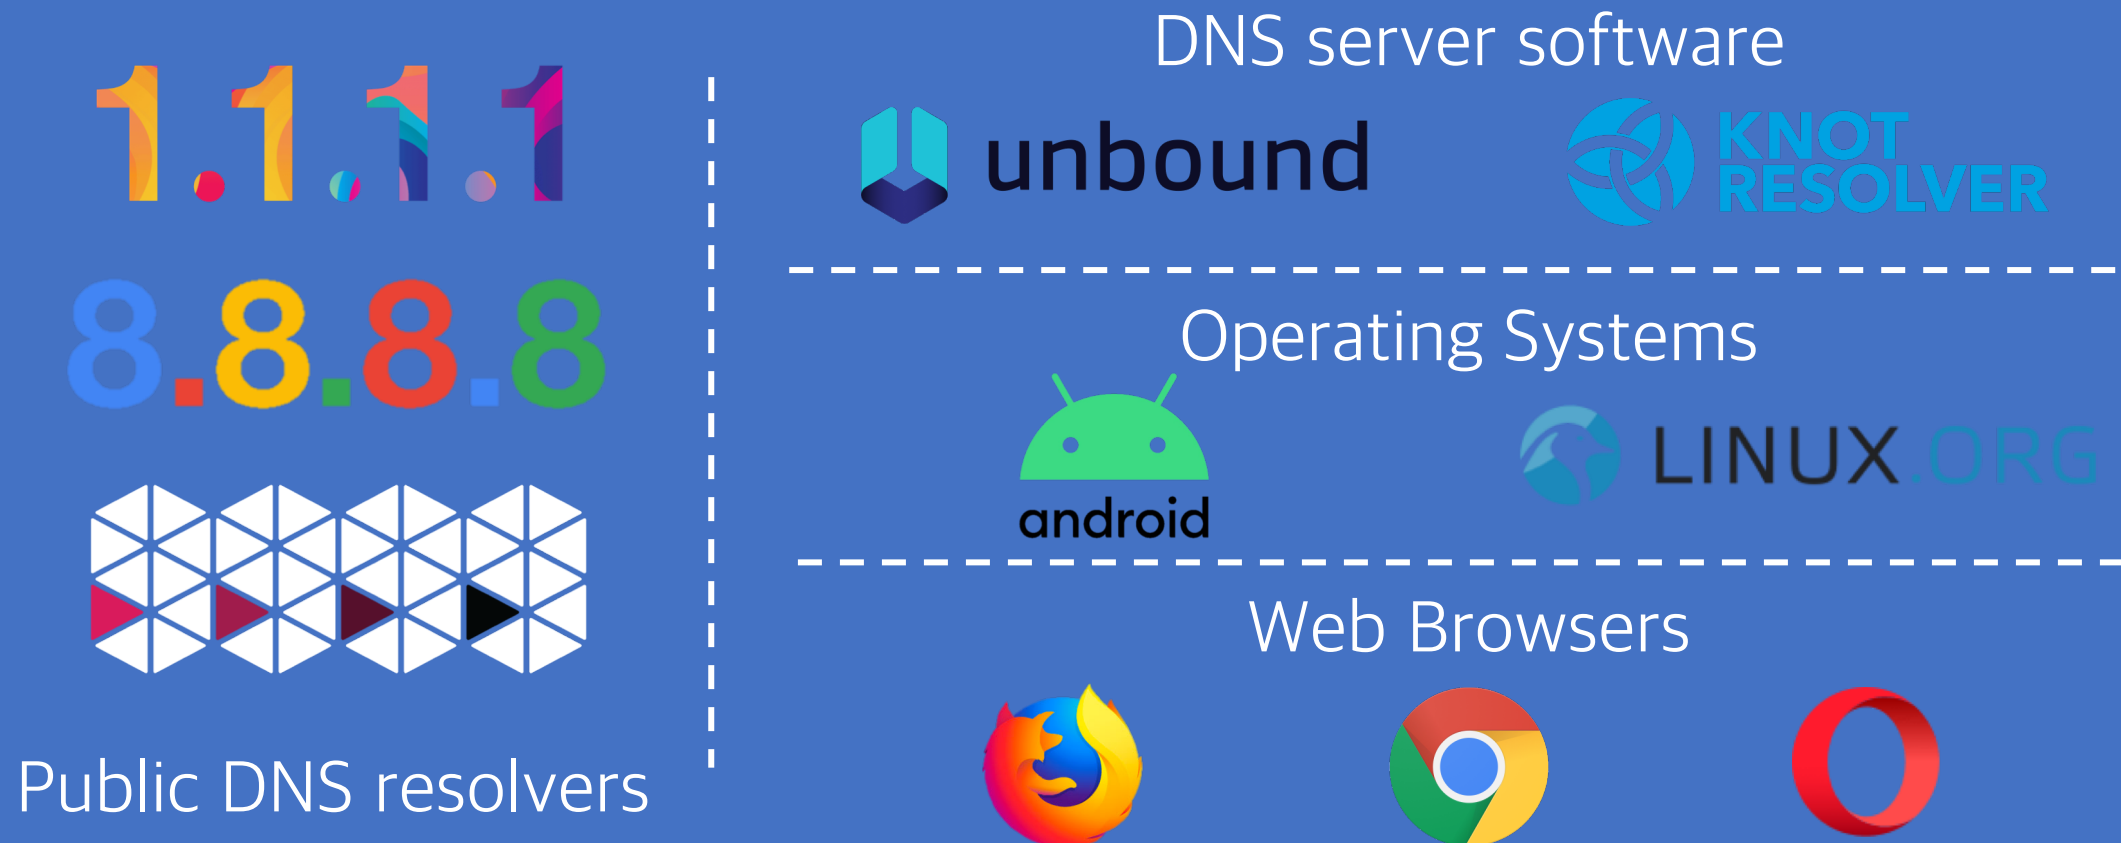 1.1.1.1
8.8.8.8
Public DNS resolvers
DNS server software
unbound
KNOT
RESOLVER
Operating Systems
android
LINUX.ORG
Web Browsers